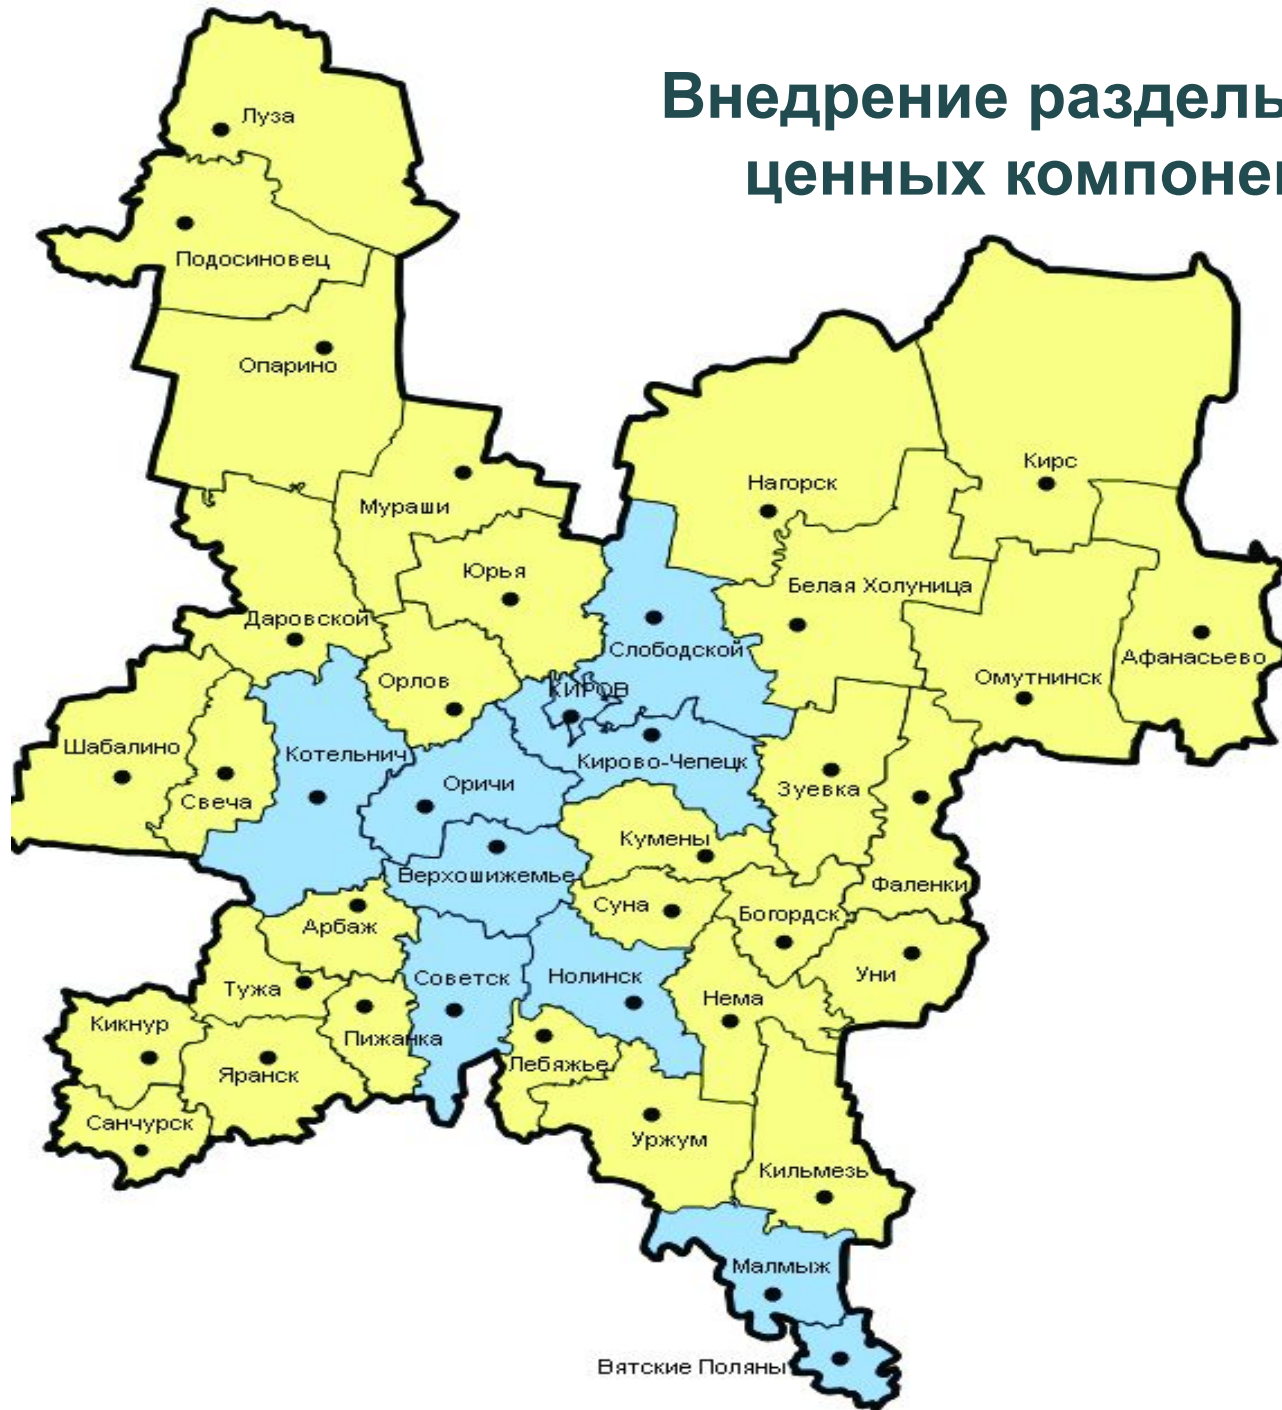 Внедрение раздель
ценных компоне
Луза
Подосиновец
Опарино
Мураши
Нагорск
Кирс
Юрья
Белая Холуница
Даровской
Слободской
Афанасьево
Орлов
Омутнинск
КИРОВ
Шабалино
Котельнич
Кирово-Чепецк
Оричи
Зуевка
Свеча
Кумены
Верхошижемье
Фаленки
Суна
Богордск
Арбаж
Советск
Нолинск
Уни
Тужа
Нема
Кикнур
Пижанка
Лебяжье
Яранск
Санчурск
Уржум
Кильмезь
Малмыж
Вятские Поляны